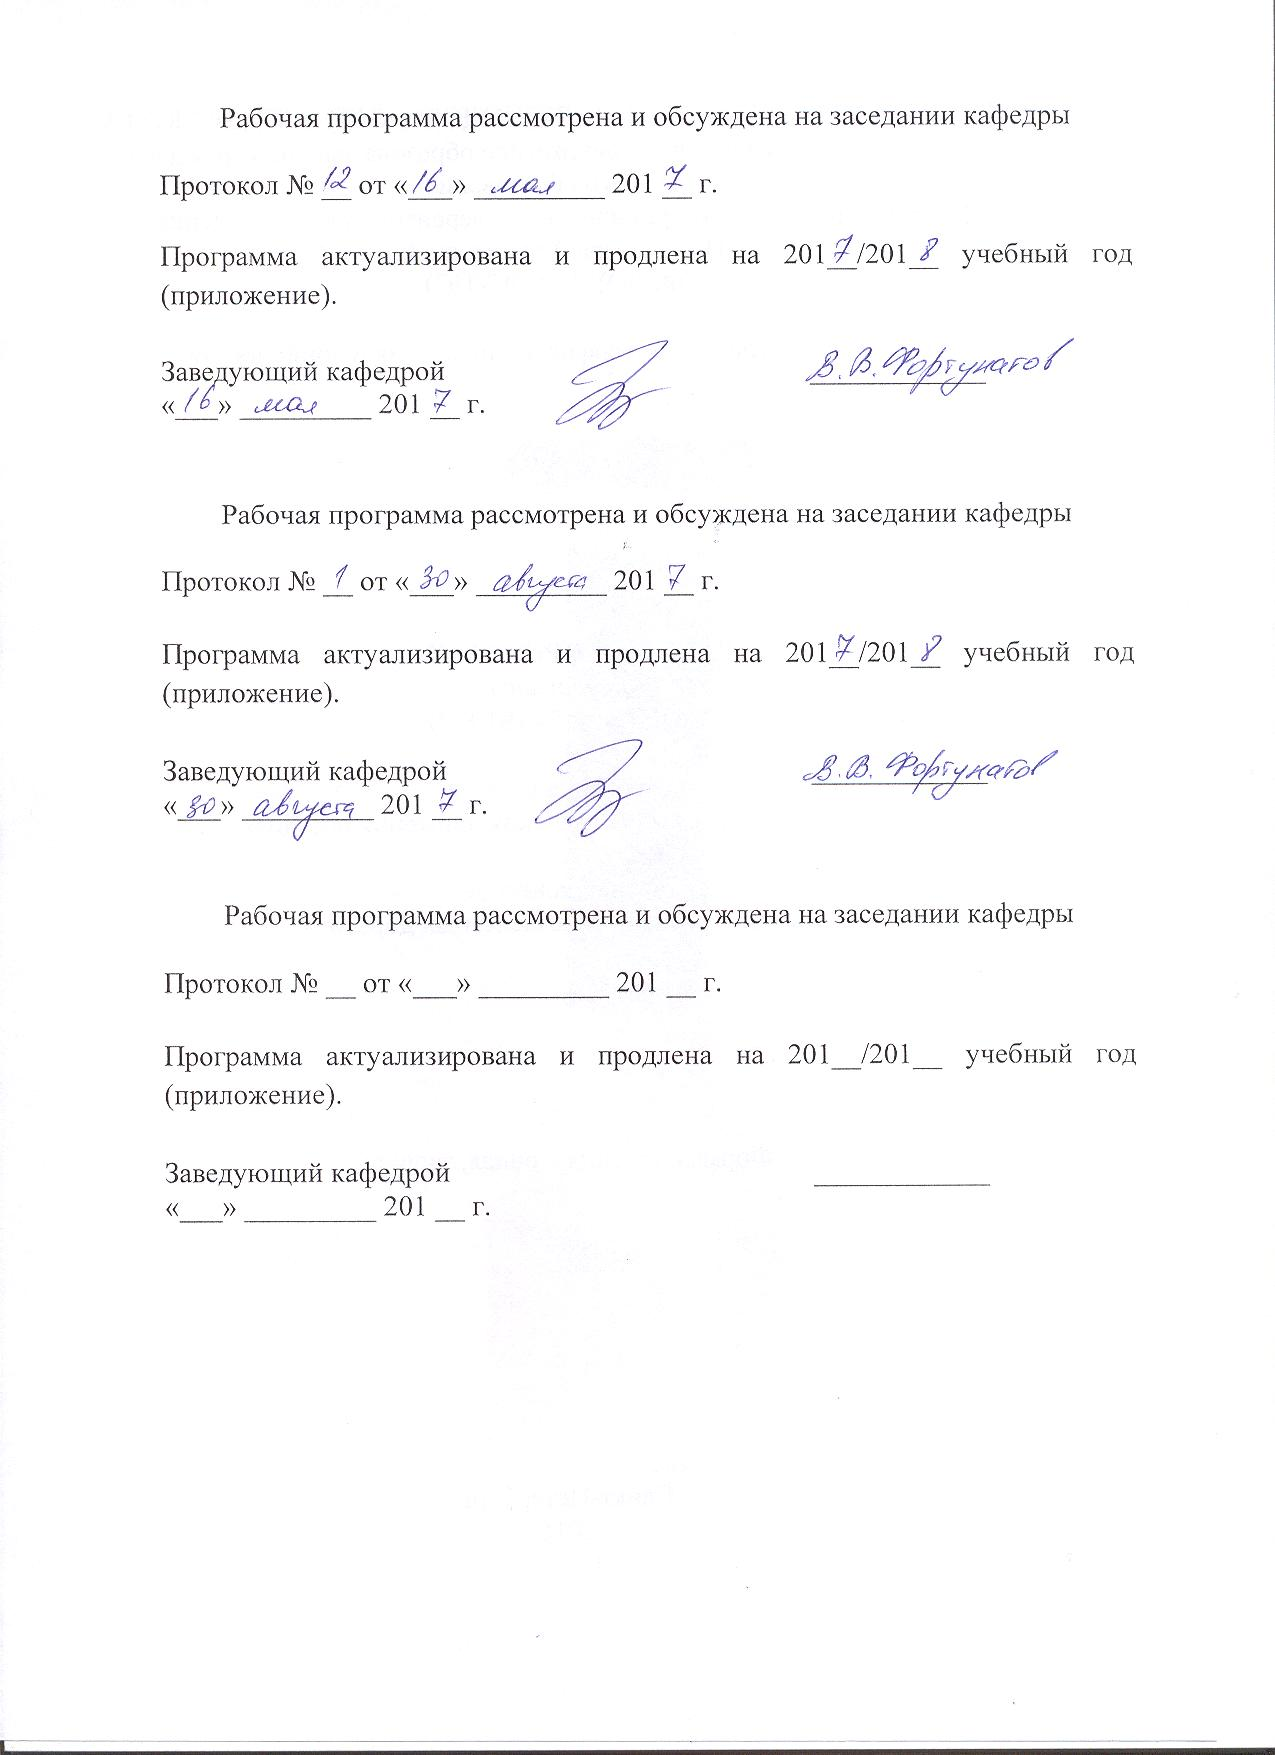 Рабочая программа рассмотрена и обсуждена на заседании кафедры
Протокол № 12 от «16» мая 2017 г.
Программа актуализирована и продлена на 2017/2018 учебный год
(приложение).
Заведующий кафедрой В.В. Фортунатов
«16» мая 2017 г.
Рабочая программа рассмотрена и обсуждена на заседании кафедры
Протокол № 1 от «30» августа 2017 г.
Программа актуализирована и продлена на 2017/2018 учебный год
(приложение).
Заведующий кафедрой В.В. Фортунатов
«30» августа 2017 г.
Рабочая программа рассмотрена и обсуждена на заседании кафедры
Протокол № __ от «___» _________ 201 __ г.
Программа актуализирована и продлена на 201__/201__ учебный год
(приложение).
Заведующий кафедрой ____________
«___» _________ 201 __ г.